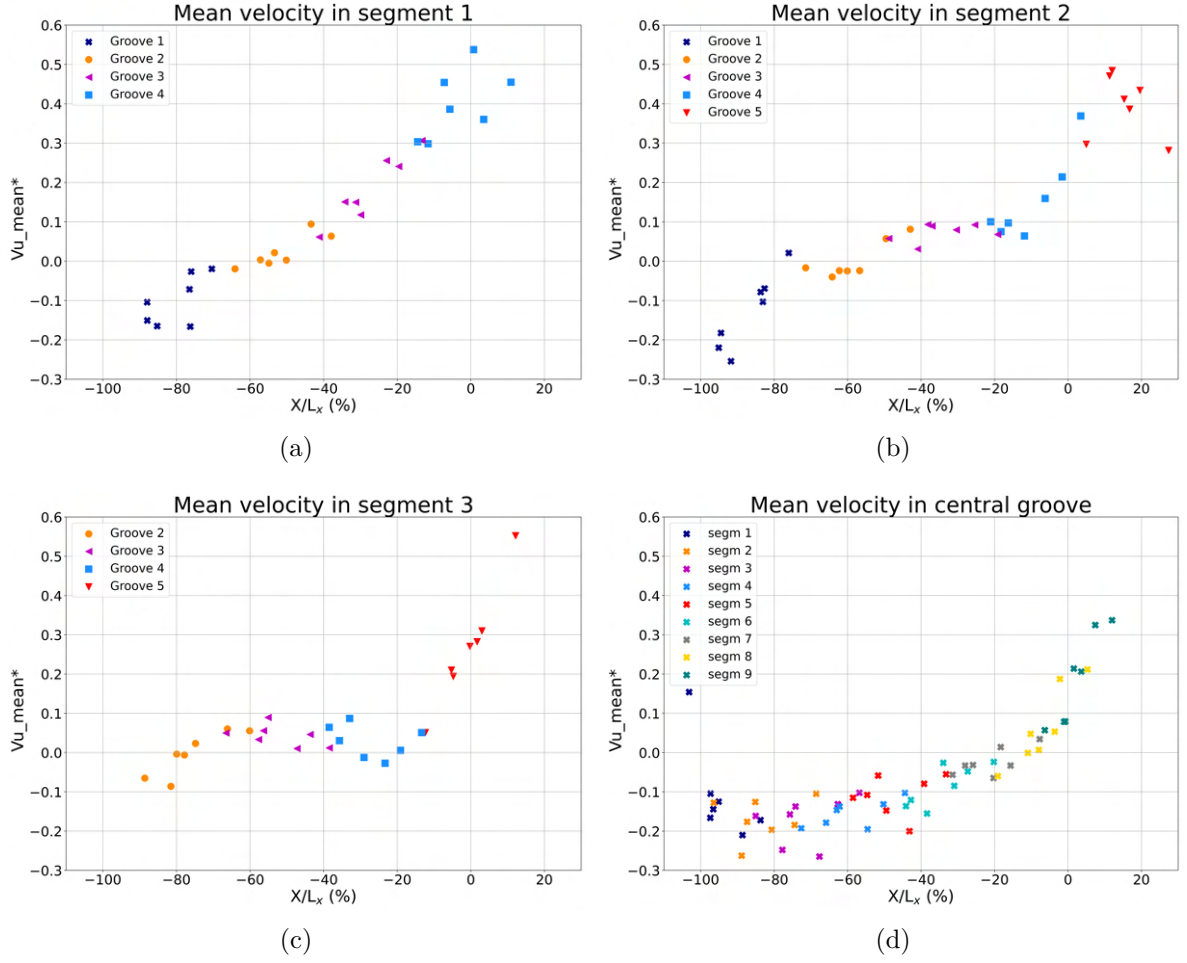 Mean velocity in segment 1
Groove 1
Groove 2
Groove 3
Groove 4
0.6
0.5
0.4
0.3
0.2
0.1
0.0
−0.1
−0.2
−0.3
Vu_mean*
−100 −80 −60 −40 −20 0 20
X/Lₓ (%)
(a)
Mean velocity in segment 2
Groove 1
Groove 2
Groove 3
Groove 4
Groove 5
0.6
0.5
0.4
0.3
0.2
0.1
0.0
−0.1
−0.2
−0.3
Vu_mean*
−100 −80 −60 −40 −20 0 20
X/Lₓ (%)
(b)
Mean velocity in segment 3
Groove 2
Groove 3
Groove 4
Groove 5
0.6
0.5
0.4
0.3
0.2
0.1
0.0
−0.1
−0.2
−0.3
Vu_mean*
−100 −80 −60 −40 −20 0 20
X/Lₓ (%)
(c)
Mean velocity in central groove
segm 1
segm 2
segm 3
segm 4
segm 5
segm 6
segm 7
segm 8
segm 9
0.6
0.5
0.4
0.3
0.2
0.1
0.0
−0.1
−0.2
−0.3
Vu_mean*
−100 −80 −60 −40 −20 0 20
X/Lₓ (%)
(d)